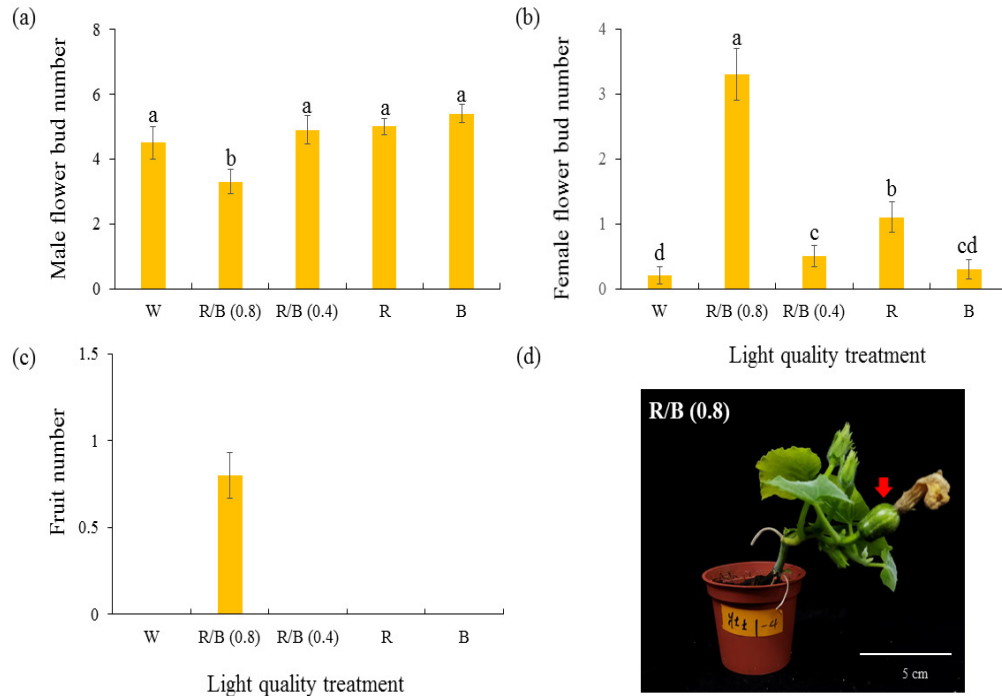 (a)
Male flower bud number
8
6
4
2
0
a
b
a
a
a
W R/B (0.8) R/B (0.4) R B
(b)
Female flower bud number
4
3
2
1
0
d
a
c
b
cd
W R/B (0.8) R/B (0.4) R B
Light quality treatment
(c)
Fruit number
1.5
1
0.5
0
W R/B (0.8) R/B (0.4) R B
Light quality treatment
(d)
R/B (0.8)
5 cm